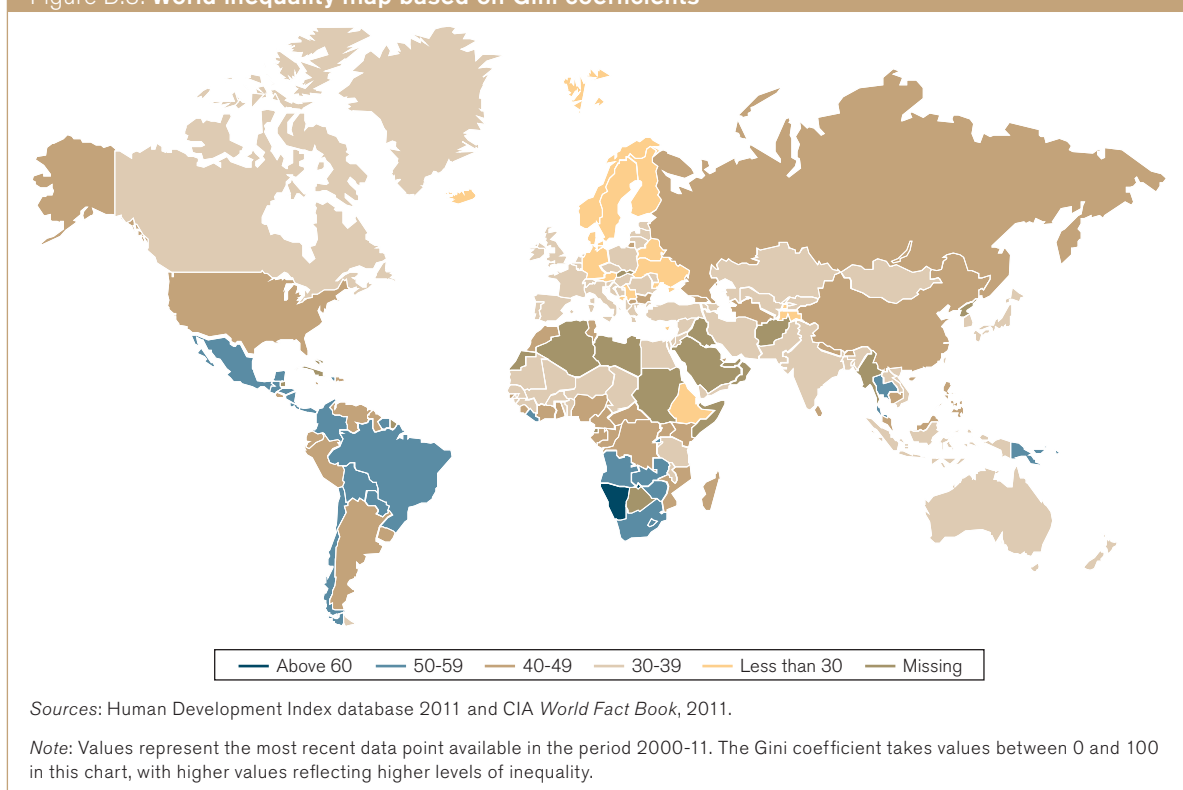 Figure B.3: World inequality map based on Gini coefficients
Above 60 50-59 40-49 30-39 Less than 30 Missing
Sources: Human Development Index database 2011 and CIA World Fact Book, 2011.
Note: Values represent the most recent data point available in the period 2000-11. The Gini coefficient takes values between 0 and 100
in this chart, with higher values reflecting higher levels of inequality.